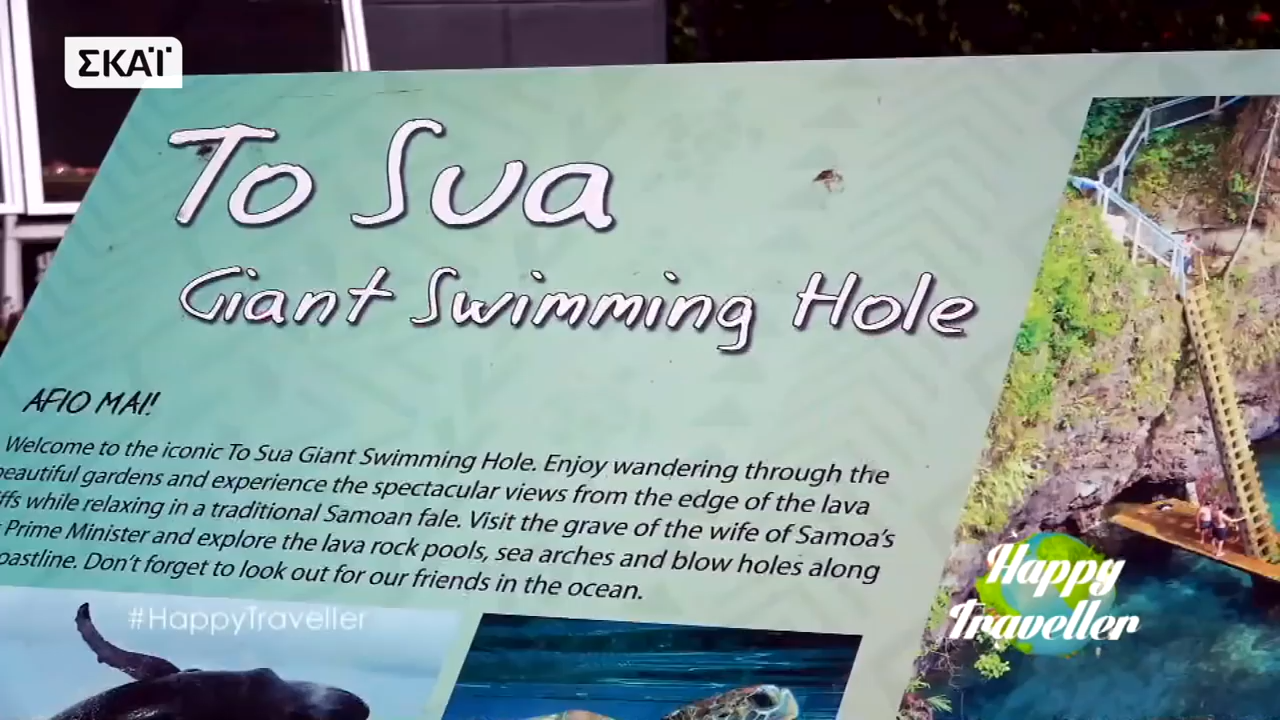 ΣΚΑΪ
To Sua
Giant Swimming Hole
AFIO MAI!
Welcome to the iconic To Sua Giant Swimming Hole. Enjoy wandering through the
beautiful gardens and experience the spectacular views from the edge of the lava
while relaxing in a traditional Samoan fale. Visit the grave of the wife of Samoa's
Prime Minister and explore the lava rock pools, sea arches and blow holes along
Don't forget to look out for our friends in the ocean.
#HappyTraveller
Happy
Traveller